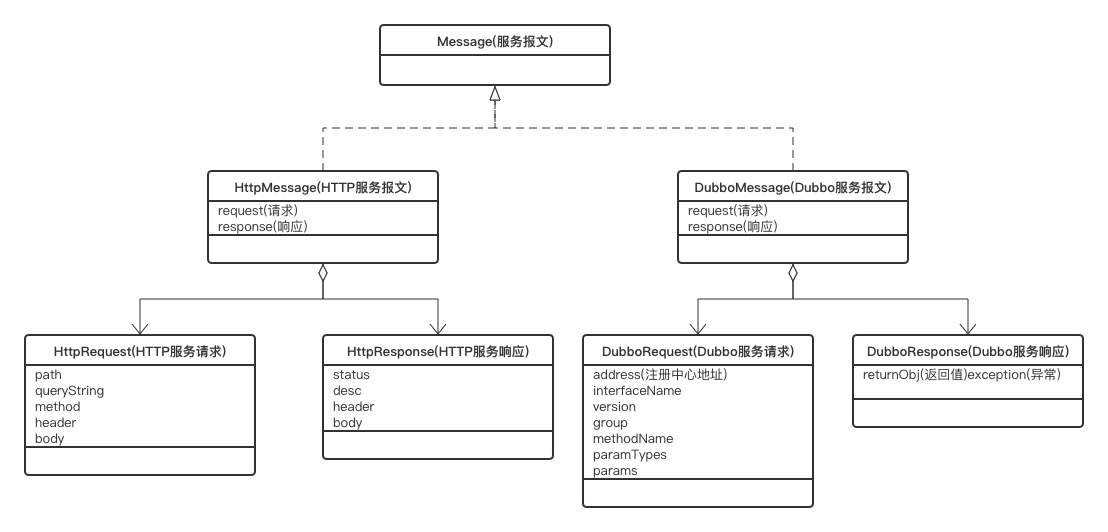 Message(服务报文)
HttpMessage(HTTP服务报文)
request(请求)
response(响应)
DubboMessage(Dubbo服务报文)
request(请求)
response(响应)
HttpRequest(HTTP服务请求)
path
queryString
method
header
body
HttpResponse(HTTP服务响应)
status
desc
header
body
DubboRequest(Dubbo服务请求)
address(注册中心地址)
interfaceName
version
group
methodName
paramTypes
params
DubboResponse(Dubbo服务响应)
returnObj(返回值)exception(异常)